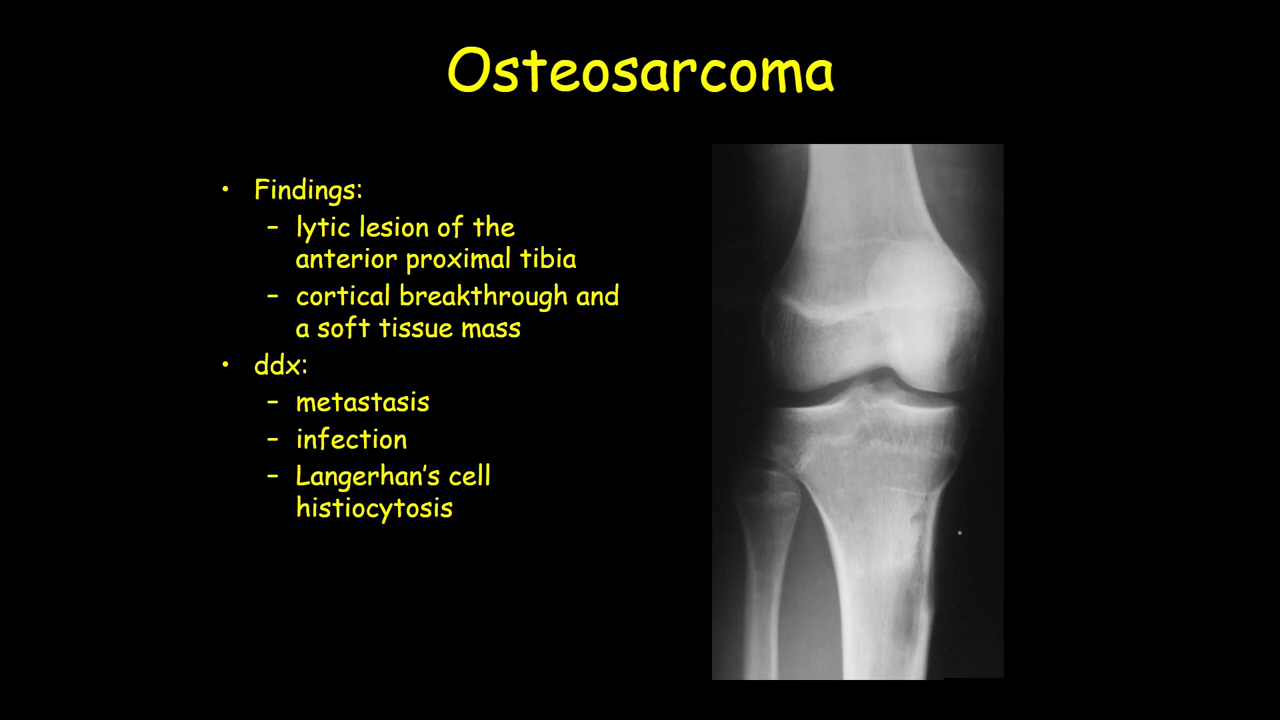 Osteosarcoma
• Findings:
– lytic lesion of the
anterior proximal tibia
– cortical breakthrough and
a soft tissue mass
• ddx:
– metastasis
– infection
– Langerhan's cell
histiocytosis